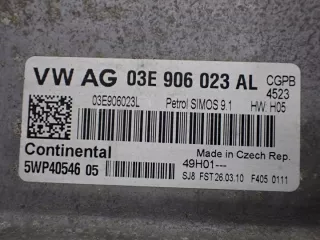 VW AG 03E 906 023 AL CGPB
4523
03E906023L Petrol SIMOS 9.1 HW. H05
Continental Made in Czech Rep.
5WP40546 05 49H01---
SJ8 FST 26.03.10 F405 0111